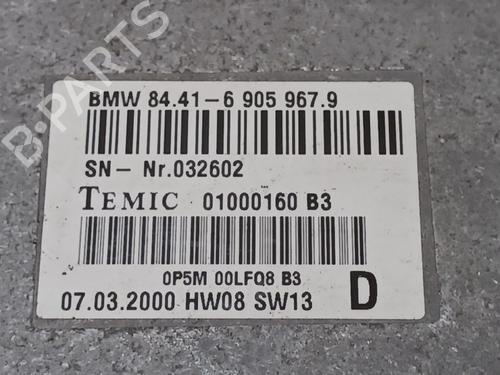 BMW 84.41-6 905 967.9
SN- Nr.032602
TEMIC 01000160 B3
0P5M 00LFQ8 B3
07.03.2000 HW08 SW13 D
B-PARTS
B-PARTS